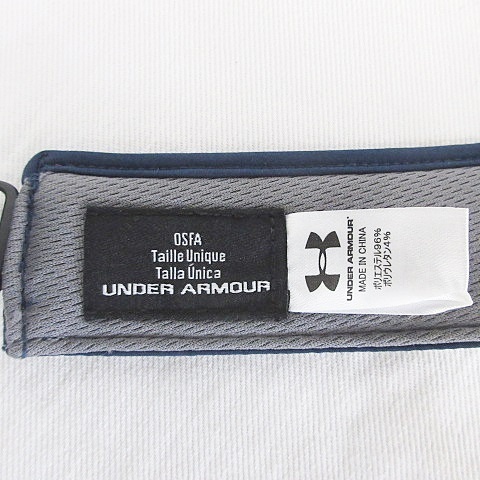 OSFA
Taille Unique
Talla Única
UNDER ARMOUR
UNDER ARMOUR
MADE IN CHINA
ポリエステル96%
ポリウレタン4%